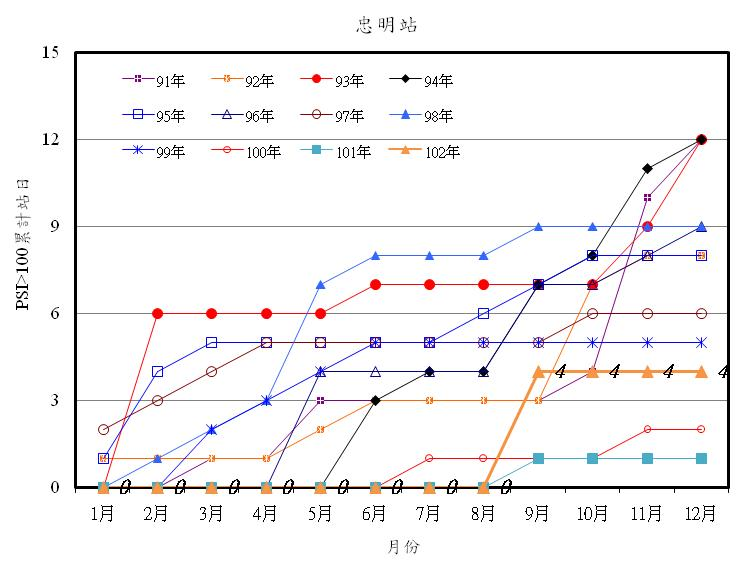 忠明站
15
91年 92年 93年 94年
95年 96年 97年 98年
99年 100年 101年 102年
12
9
6
3
0
PSI>100累計站日
4 4 4 4
0 0 0 0 0 0 0 0
1月 2月 3月 4月 5月 6月 7月 8月 9月 10月 11月 12月
月份